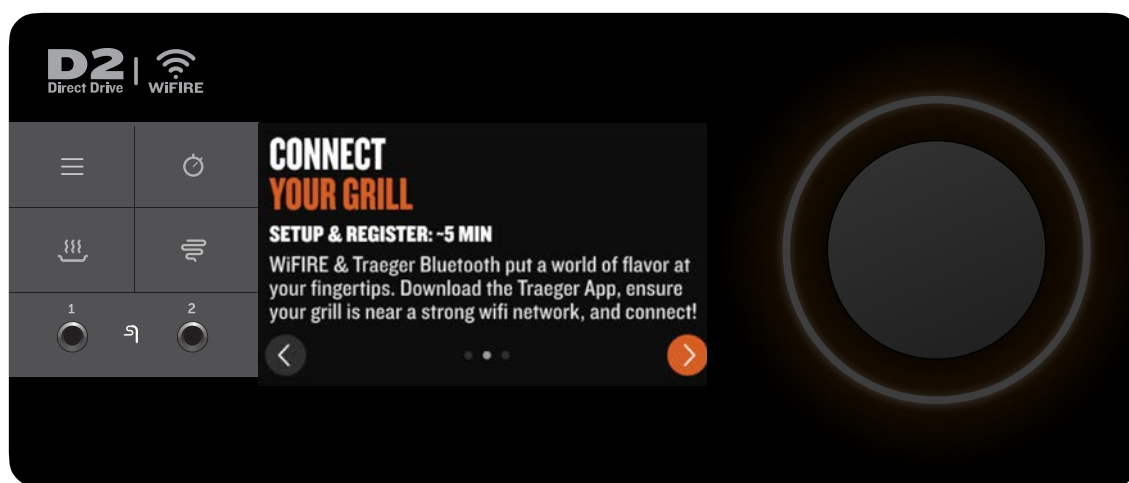 D2
Direct Drive
WiFIRE
CONNECT
YOUR GRILL
SETUP & REGISTER: ~5 MIN
WiFIRE & Traeger Bluetooth put a world of flavor at
your fingertips. Download the Traeger App, ensure
your grill is near a strong wifi network, and connect!
1
2